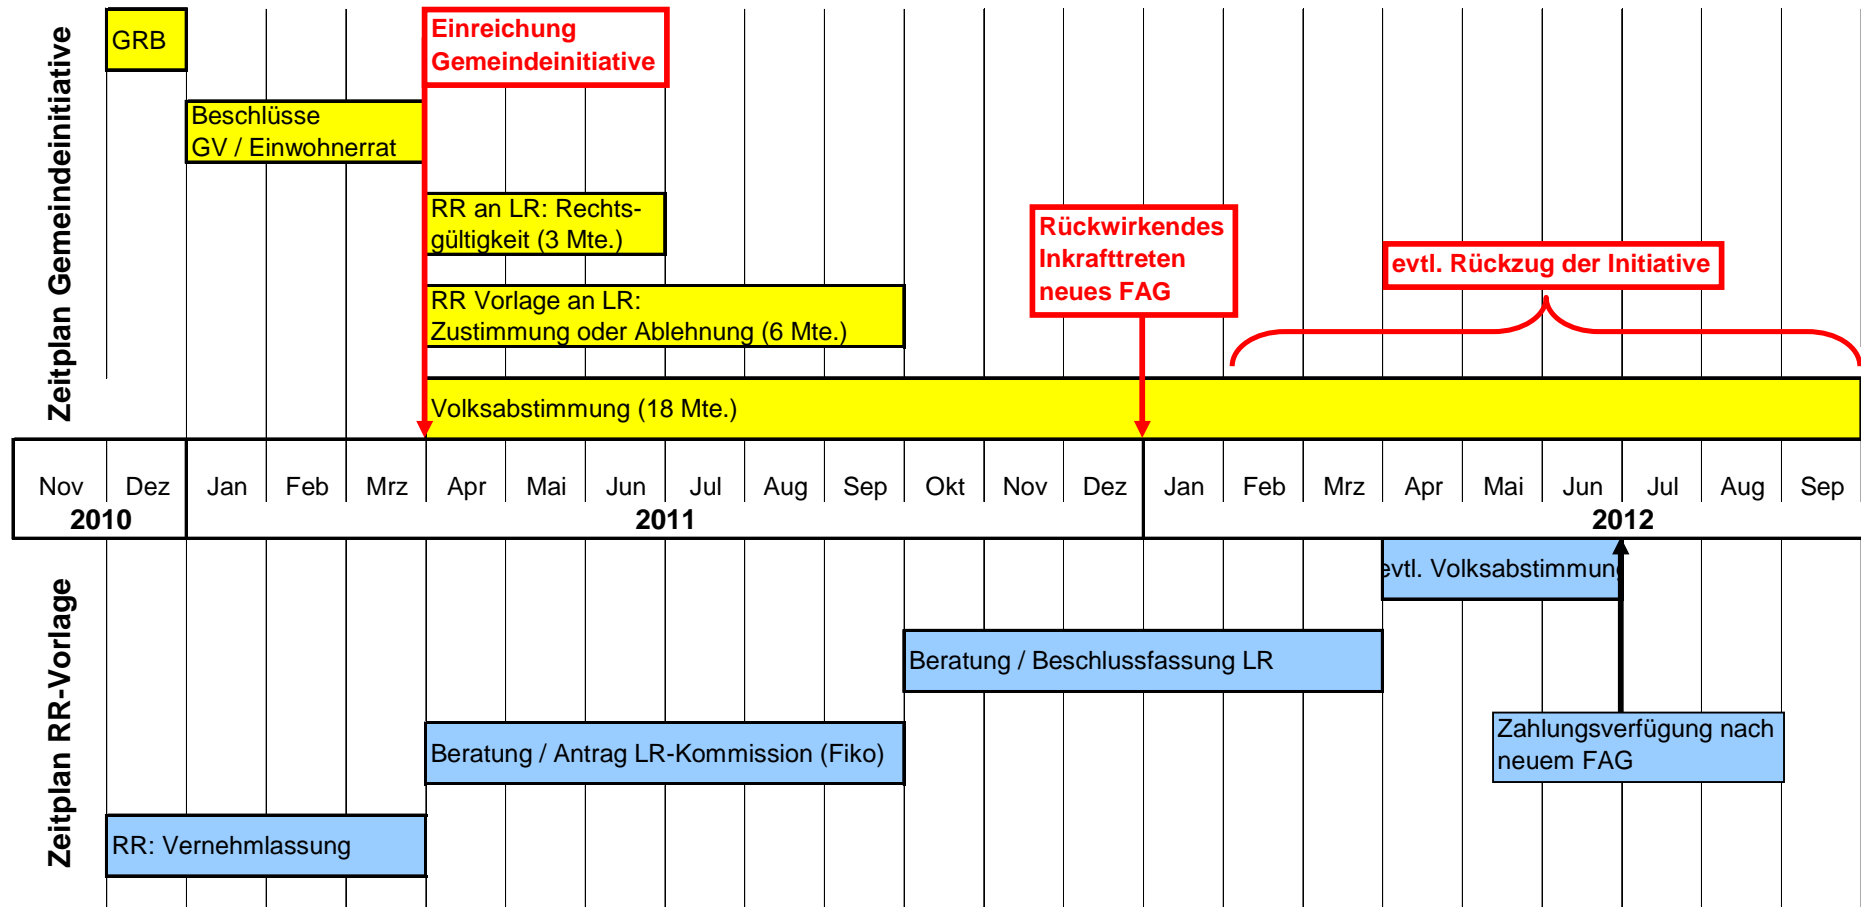 Zeitplan Gemeindeinitiative
GRB
Einreichung
Gemeindeinitiative
Beschlüsse
GV / Einwohnerrat
RR an LR: Rechts-
gültigkeit (3 Mte.)
Rückwirkendes
Inkrafttreten
neues FAG
evtl. Rückzug der Initiative
RR Vorlage an LR:
Zustimmung oder Ablehnung (6 Mte.)
Volksabstimmung (18 Mte.)
Nov Dez Jan Feb Mrz Apr Mai Jun Jul Aug Sep Okt Nov Dez Jan Feb Mrz Apr Mai Jun Jul Aug Sep
2010 2011 2012
Zeitplan RR-Vorlage
evtl. Volksabstimmung
Beratung / Beschlussfassung LR
Zahlungsverfügung nach
neuem FAG
Beratung / Antrag LR-Kommission (Fiko)
RR: Vernehmlassung